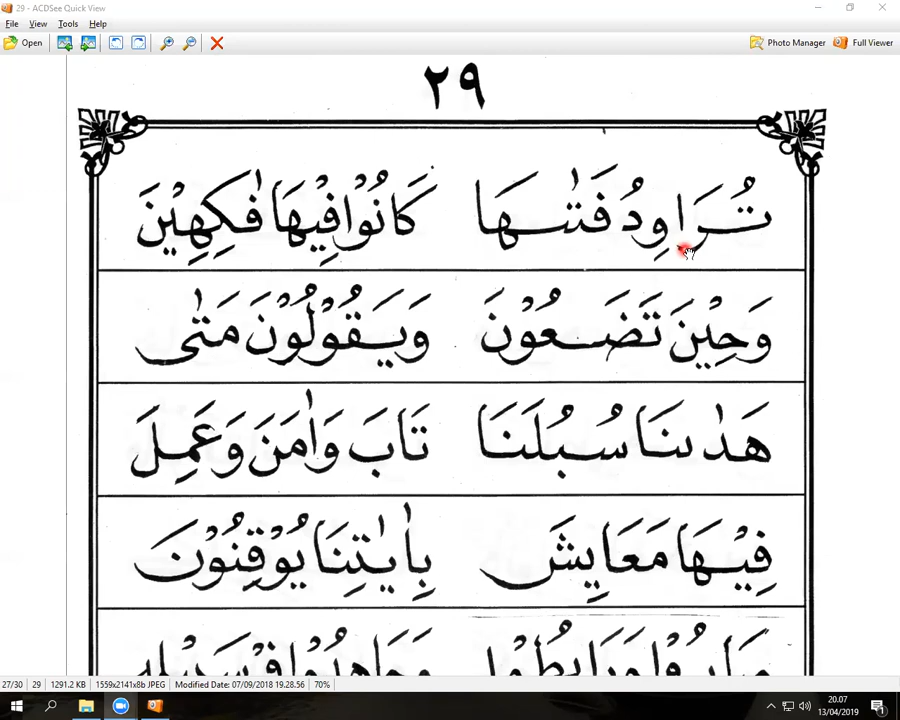 29 - ACDSee Quick View
File View Tools Help
Open Photo Manager Full Viewer
٢٩
تُرَاوِدُ فَتٰىهَا كَانُوْا فِيْهَا فٰكِهِيْنَ
وَحِيْنَ تَضَعُوْنَ وَيَقُوْلُوْنَ مَتٰى
هَدٰىنَا سُبُلَنَا تَابَ وَاٰمَنَ وَعَمِلَ
فِيْهَا مَعَايِشَ بِاٰيٰتِنَا يُوْقِنُوْنَ
27/30 29 1291.2 KB 1559x2141x8b JPEG Modified Date: 07/09/2018 19.28.56 70%
20.07
13/04/2019
1